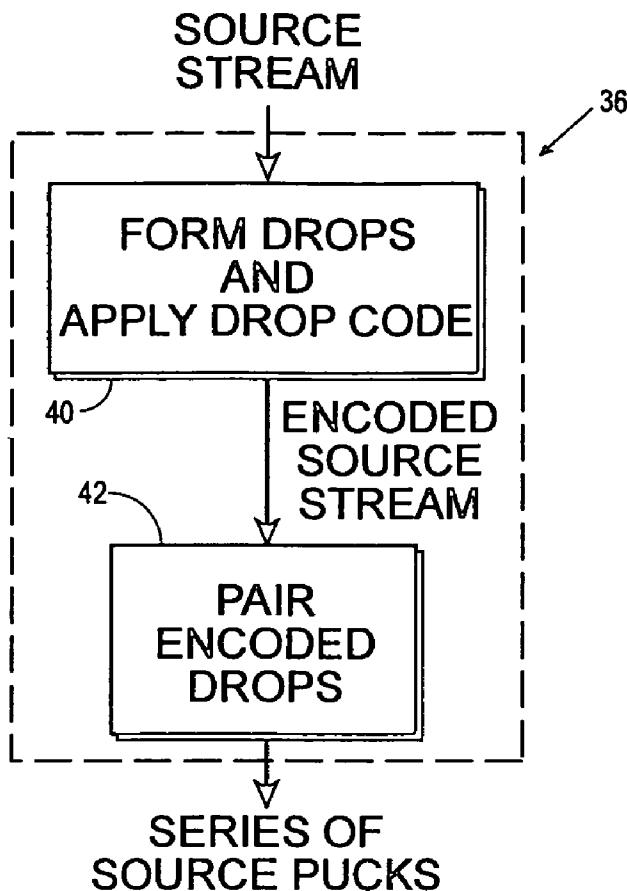 SOURCE
STREAM
36
FORM DROPS
AND
APPLY DROP CODE
40
ENCODED
SOURCE
STREAM
42
PAIR
ENCODED
DROPS
SERIES OF
SOURCE PUCKS